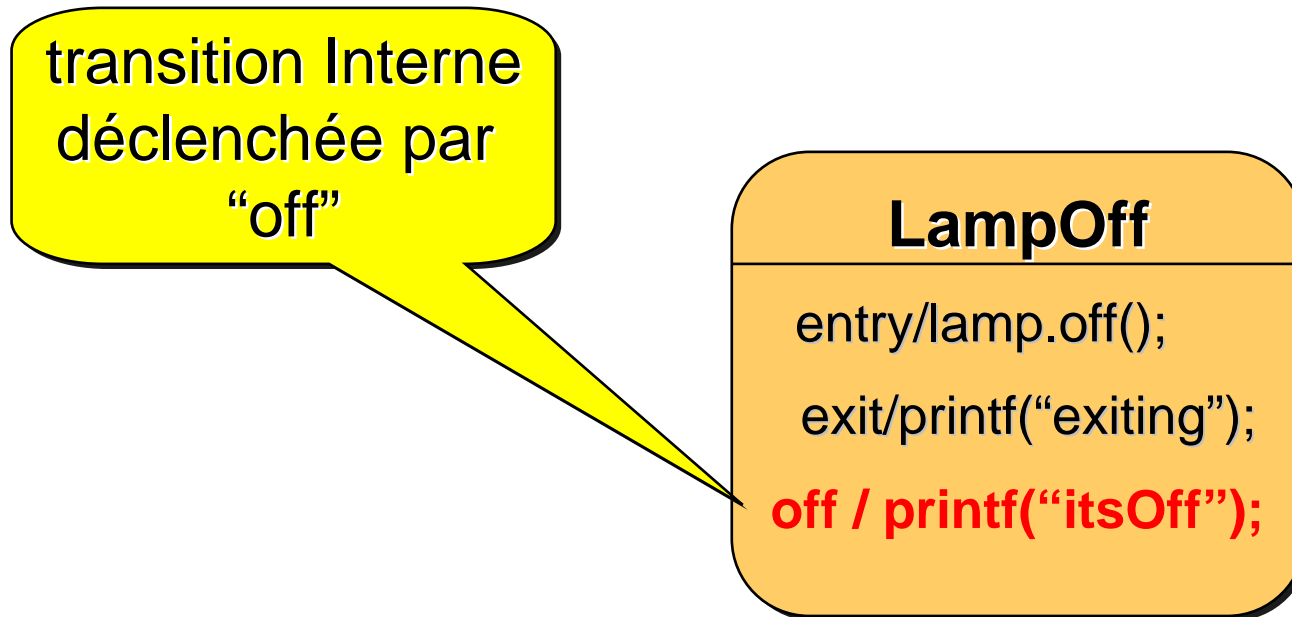 transition Interne
déclenchée par
“off”
LampOff
entry/lamp.off();
exit/printf(“exiting”);
off / printf(“itsOff”);